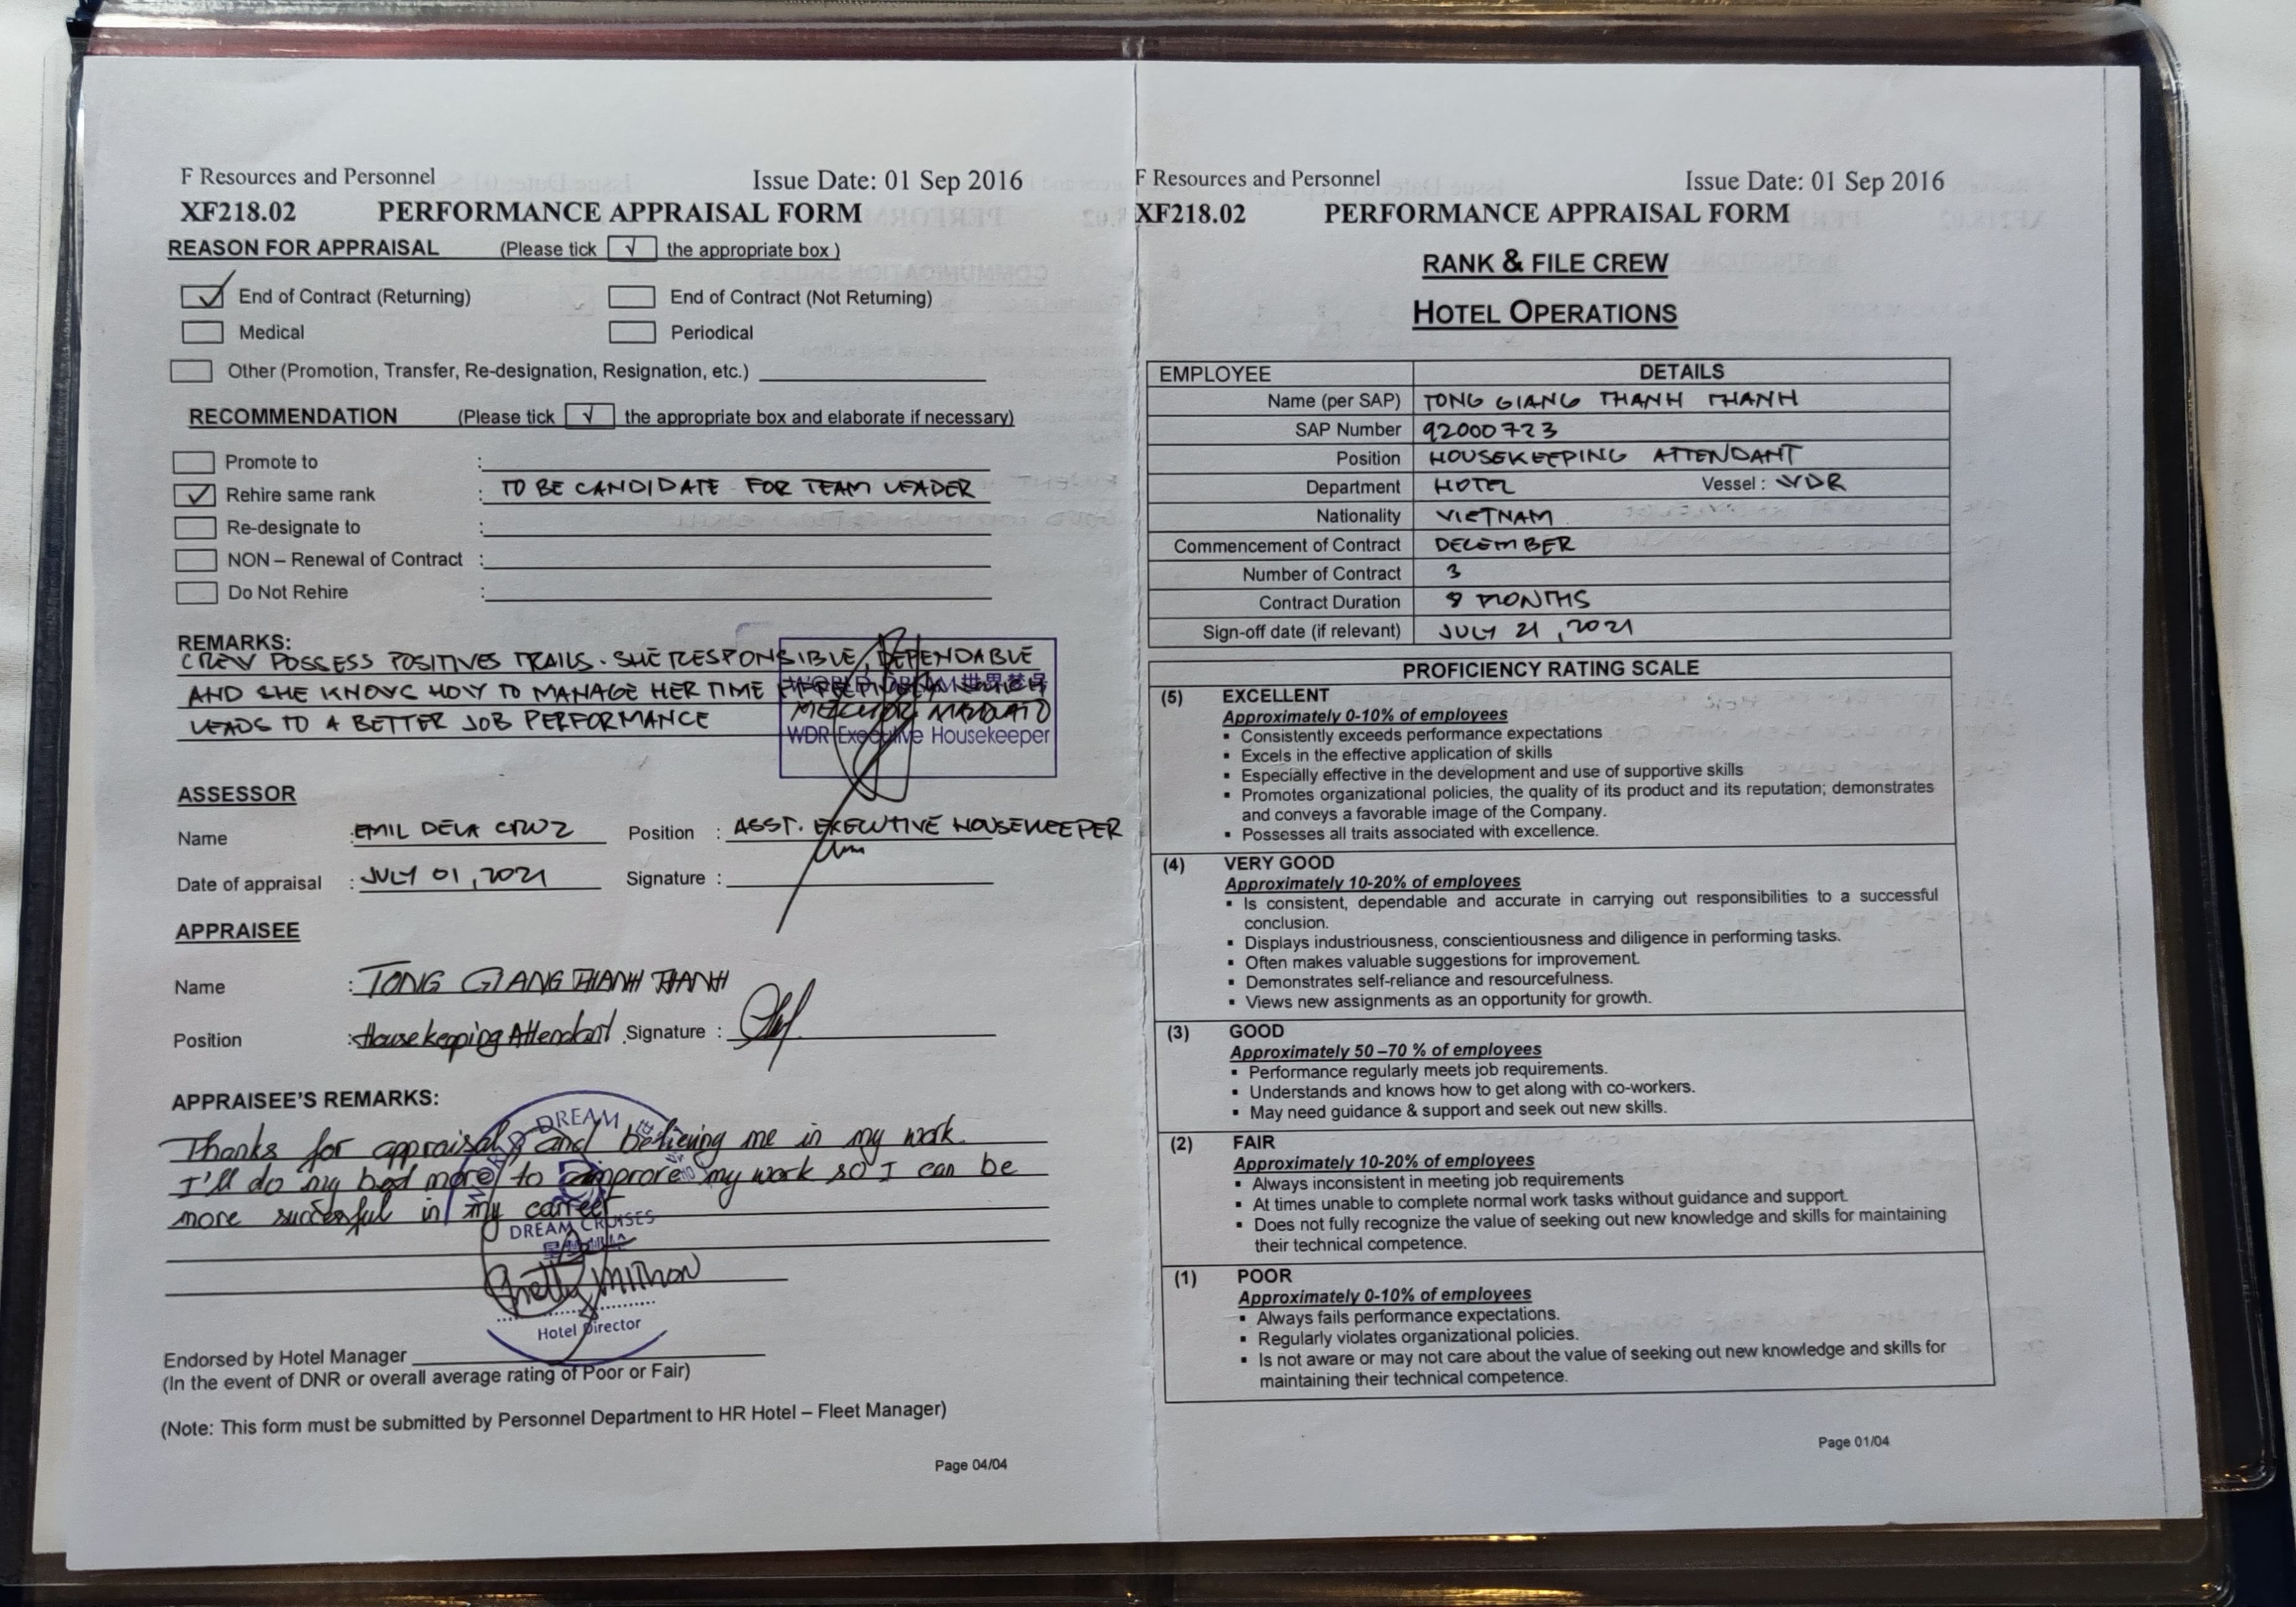 F Resources and Personnel Issue Date: 01 Sep 2016
XF218.02 PERFORMANCE APPRAISAL FORM
REASON FOR APPRAISAL (Please tick √ the appropriate box )
✓ End of Contract (Returning) End of Contract (Not Returning)
Medical Periodical
Other (Promotion, Transfer, Re-designation, Resignation, etc.)
RECOMMENDATION (Please tick √ the appropriate box and elaborate if necessary)
Promote to :
✓ Rehire same rank : TO BE CANDIDATE FOR TEAM LEADER
Re-designate to :
NON – Renewal of Contract :
Do Not Rehire :
REMARKS:
CREW POSSESS POSITIVES TRAILS. SHE RESPONSIBLE, DEPENDABLE
AND SHE KNOWS HOW TO MANAGE HER TIME EFFECTIVELY WHICH
LEADS TO A BETTER JOB PERFORMANCE
WORLD DREAM 世界梦号
WDR Executive Housekeeper
ASSESSOR
Name : EMIL DELA CRUZ Position : ASST. EXECUTIVE HOUSEKEEPER
Date of appraisal : JULY 01, 2021 Signature :
APPRAISEE
Name : TONG GIANG THANH THANH
Position : Housekeeping Attendant Signature :
APPRAISEE'S REMARKS:
Thanks for appraisal, and believing me in my work.
I'll do my bed more to improre my work so I can be
more succesful in my career
DREAM
DREAM CRUISES
星梦邮轮
Hotel Director
Endorsed by Hotel Manager
(In the event of DNR or overall average rating of Poor or Fair)
(Note: This form must be submitted by Personnel Department to HR Hotel – Fleet Manager)
Page 04/04
F Resources and Personnel Issue Date: 01 Sep 2016
XF218.02 PERFORMANCE APPRAISAL FORM
RANK & FILE CREW
HOTEL OPERATIONS
EMPLOYEE DETAILS
Name (per SAP) TONG GIANG THANH THANH
SAP Number 92000723
Position HOUSEKEEPING ATTENDANT
Department HOTEL Vessel : WDR
Nationality VIETNAM
Commencement of Contract DECEMBER
Number of Contract 3
Contract Duration 8 MONTHS
Sign-off date (if relevant) JULY 21, 2021
PROFICIENCY RATING SCALE
(5) EXCELLENT
Approximately 0-10% of employees
▪ Consistently exceeds performance expectations
▪ Excels in the effective application of skills
▪ Especially effective in the development and use of supportive skills
▪ Promotes organizational policies, the quality of its product and its reputation; demonstrates
and conveys a favorable image of the Company.
▪ Possesses all traits associated with excellence.
(4) VERY GOOD
Approximately 10-20% of employees
▪ Is consistent, dependable and accurate in carrying out responsibilities to a successful
conclusion.
▪ Displays industriousness, conscientiousness and diligence in performing tasks.
▪ Often makes valuable suggestions for improvement.
▪ Demonstrates self-reliance and resourcefulness.
▪ Views new assignments as an opportunity for growth.
(3) GOOD
Approximately 50 –70 % of employees
▪ Performance regularly meets job requirements.
▪ Understands and knows how to get along with co-workers.
▪ May need guidance & support and seek out new skills.
(2) FAIR
Approximately 10-20% of employees
▪ Always inconsistent in meeting job requirements
▪ At times unable to complete normal work tasks without guidance and support.
▪ Does not fully recognize the value of seeking out new knowledge and skills for maintaining
their technical competence.
(1) POOR
Approximately 0-10% of employees
▪ Always fails performance expectations.
▪ Regularly violates organizational policies.
▪ Is not aware or may not care about the value of seeking out new knowledge and skills for
maintaining their technical competence.
Page 01/04